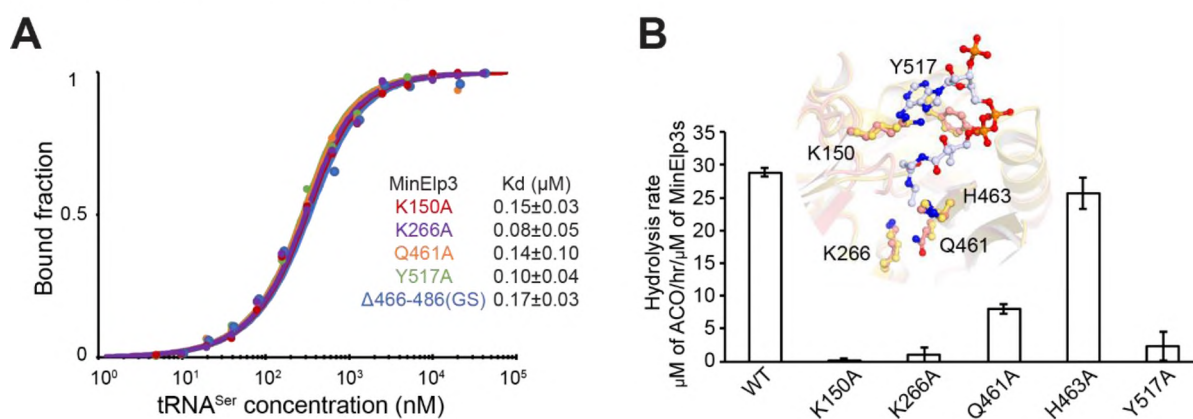 A
Bound fraction
1
0.5
0
MinElp3 Kd (μM)
K150A 0.15±0.03
K266A 0.08±0.05
Q461A 0.14±0.10
Y517A 0.10±0.04
Δ466-486(GS) 0.17±0.03
10⁰ 10¹ 10² 10³ 10⁴ 10⁵
tRNAˢᵉʳ concentration (nM)
B
Hydrolysis rate
μM of ACO/hr/μM of MinElp3s
35
30
25
20
15
10
5
0
Y517
K150
H463
K266
Q461
WT
K150A
K266A
Q461A
H463A
Y517A